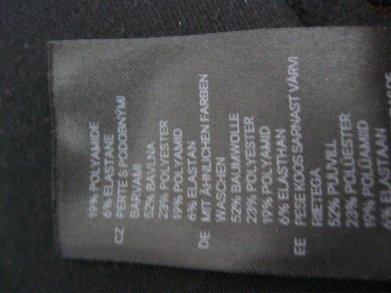 19% POLYAMIDE
6% ELASTANE
CZ PERTE S PODOBNÝMI
BARVAMI
52% BAVLNA
23% POLYESTER
19% POLYAMID
6% ELASTAN
DE MIT ÄHNLICHEN FARBEN
WASCHEN
52% BAUMWOLLE
23% POLYESTER
19% POLYAMID
6% ELASTHAN
EE PESE KOOS SARNAST VÄRVI
RIIETEGA
52% PUUVILL
23% POLÜESTER
19% POLÜAMID
6% ELASTAAN